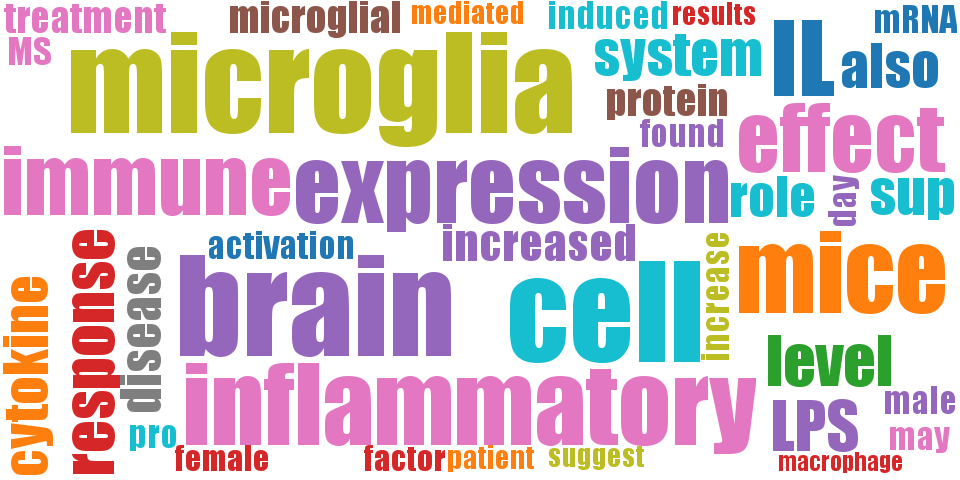 treatment
microglial
mediated
induced
results
mRNA
MS
microglia
system
IL
also
protein
found
effect
immune
expression
role
day
sup
activation
increased
increase
mice
cytokine
response
disease
brain
cell
level
inflammatory
LPS
male
pro
may
female
factor
patient
suggest
macrophage